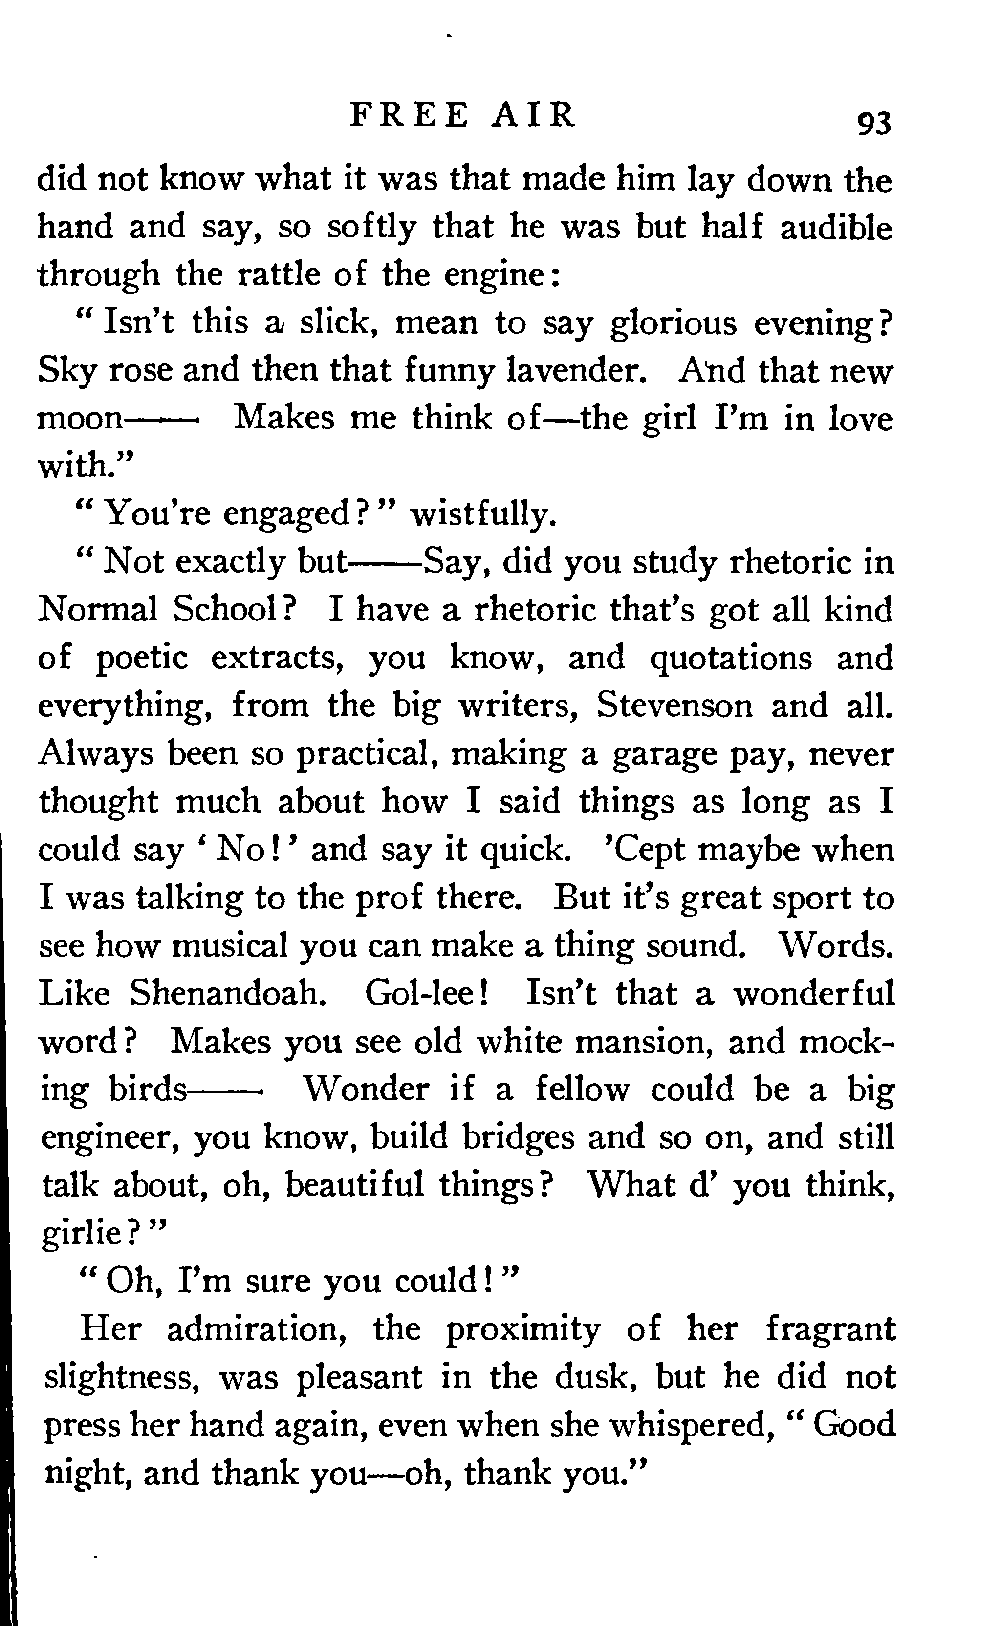 FREE AIR 93
did not know what it was that made him lay down the
hand and say, so softly that he was but half audible
through the rattle of the engine:
“ Isn’t this a slick, mean to say glorious evening?
Sky rose and then that funny lavender. And that new
moon——. Makes me think of—the girl I’m in love
with.”
“ You’re engaged? ” wistfully.
“ Not exactly but——Say, did you study rhetoric in
Normal School? I have a rhetoric that’s got all kind
of poetic extracts, you know, and quotations and
everything, from the big writers, Stevenson and all.
Always been so practical, making a garage pay, never
thought much about how I said things as long as I
could say ‘ No! ’ and say it quick. ’Cept maybe when
I was talking to the prof there. But it’s great sport to
see how musical you can make a thing sound. Words.
Like Shenandoah. Gol-lee! Isn’t that a wonderful
word? Makes you see old white mansion, and mock-
ing birds——. Wonder if a fellow could be a big
engineer, you know, build bridges and so on, and still
talk about, oh, beautiful things? What d’ you think,
girlie? ”
“ Oh, I’m sure you could! ”
Her admiration, the proximity of her fragrant
slightness, was pleasant in the dusk, but he did not
press her hand again, even when she whispered, “ Good
night, and thank you—oh, thank you.”